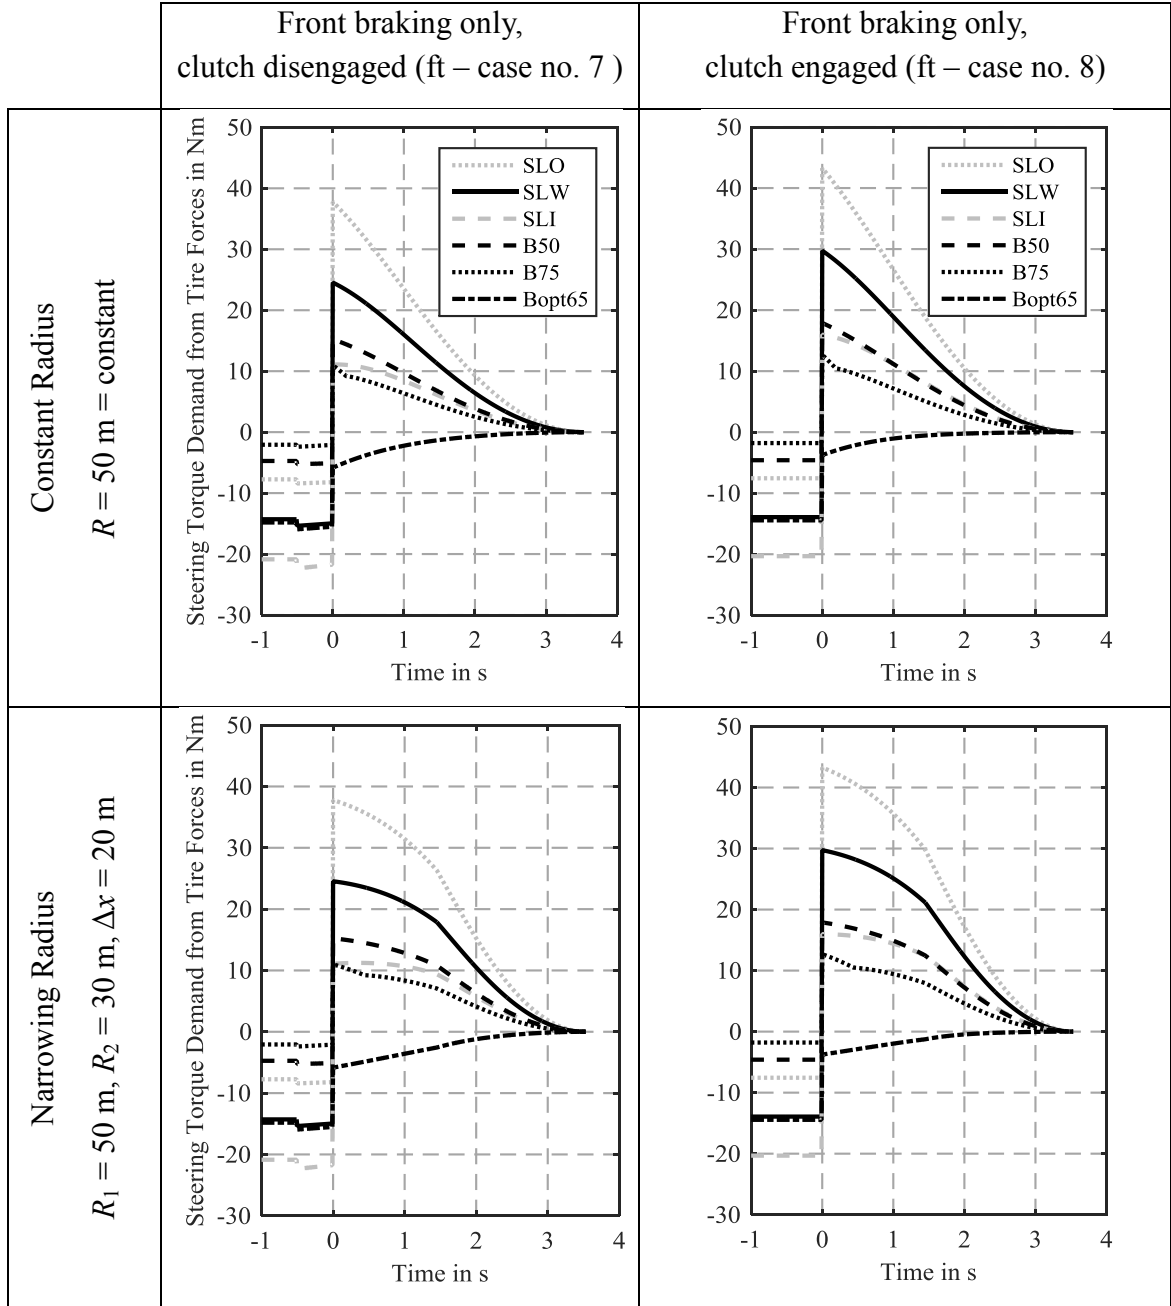 Front braking only,
clutch disengaged (ft – case no. 7 )
Front braking only,
clutch engaged (ft – case no. 8)
Constant Radius
R = 50 m = constant
Steering Torque Demand from Tire Forces in Nm
50
40
30
20
10
0
-10
-20
-30
-1
0
1
2
3
4
Time in s
SLO
SLW
SLI
B50
B75
Bopt65
50
40
30
20
10
0
-10
-20
-30
-1
0
1
2
3
4
Time in s
SLO
SLW
SLI
B50
B75
Bopt65
Narrowing Radius
R1 = 50 m, R2 = 30 m, Δx = 20 m
Steering Torque Demand from Tire Forces in Nm
50
40
30
20
10
0
-10
-20
-30
-1
0
1
2
3
4
Time in s
50
40
30
20
10
0
-10
-20
-30
-1
0
1
2
3
4
Time in s